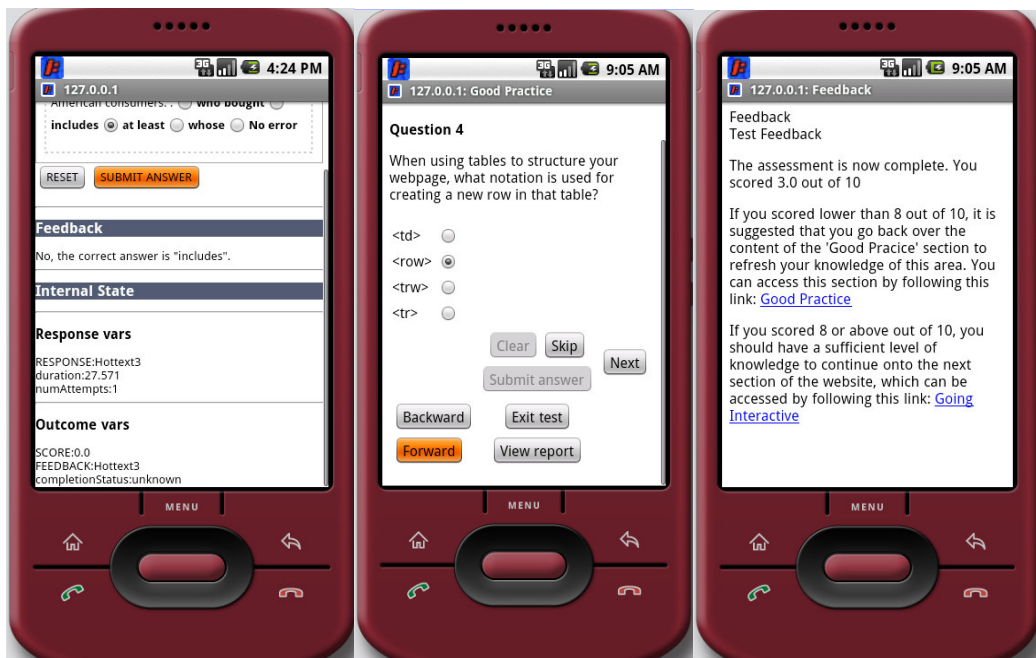 3G 4:24 PM
127.0.0.1
American consumers. . who bought
includes at least whose No error
RESET SUBMIT ANSWER
Feedback
No, the correct answer is "includes".
Internal State
Response vars
RESPONSE:Hottext3
duration:27.571
numAttempts:1
Outcome vars
SCORE:0.0
FEEDBACK:Hottext3
completionStatus:unknown
MENU
3G 9:05 AM
127.0.0.1: Good Practice
Question 4
When using tables to structure your
webpage, what notation is used for
creating a new row in that table?
<td>
<row>
<trw>
<tr>
Clear Skip
Next
Submit answer
Backward Exit test
Forward View report
MENU
3G 9:05 AM
127.0.0.1: Feedback
Feedback
Test Feedback
The assessment is now complete. You
scored 3.0 out of 10
If you scored lower than 8 out of 10, it is
suggested that you go back over the
content of the 'Good Pracice' section to
refresh your knowledge of this area. You
can access this section by following this
link: Good Practice
If you scored 8 or above out of 10, you
should have a sufficient level of
knowledge to continue onto the next
section of the website, which can be
accessed by following this link: Going
Interactive
MENU